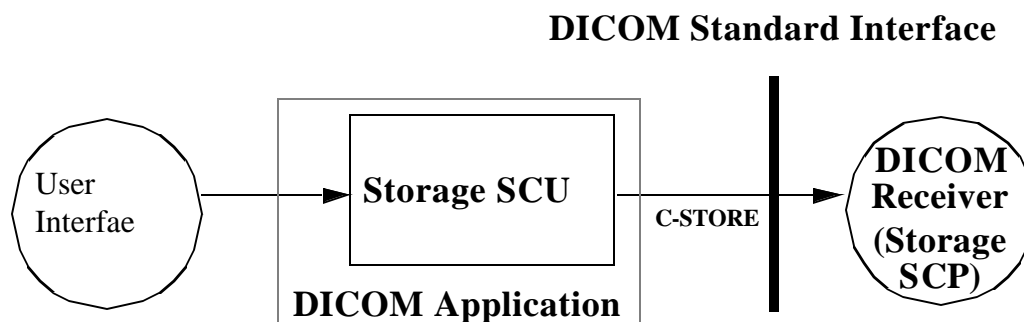 DICOM Standard Interface
User
Interfae
Storage SCU
C-STORE
DICOM
Receiver
(Storage
SCP)
DICOM Application